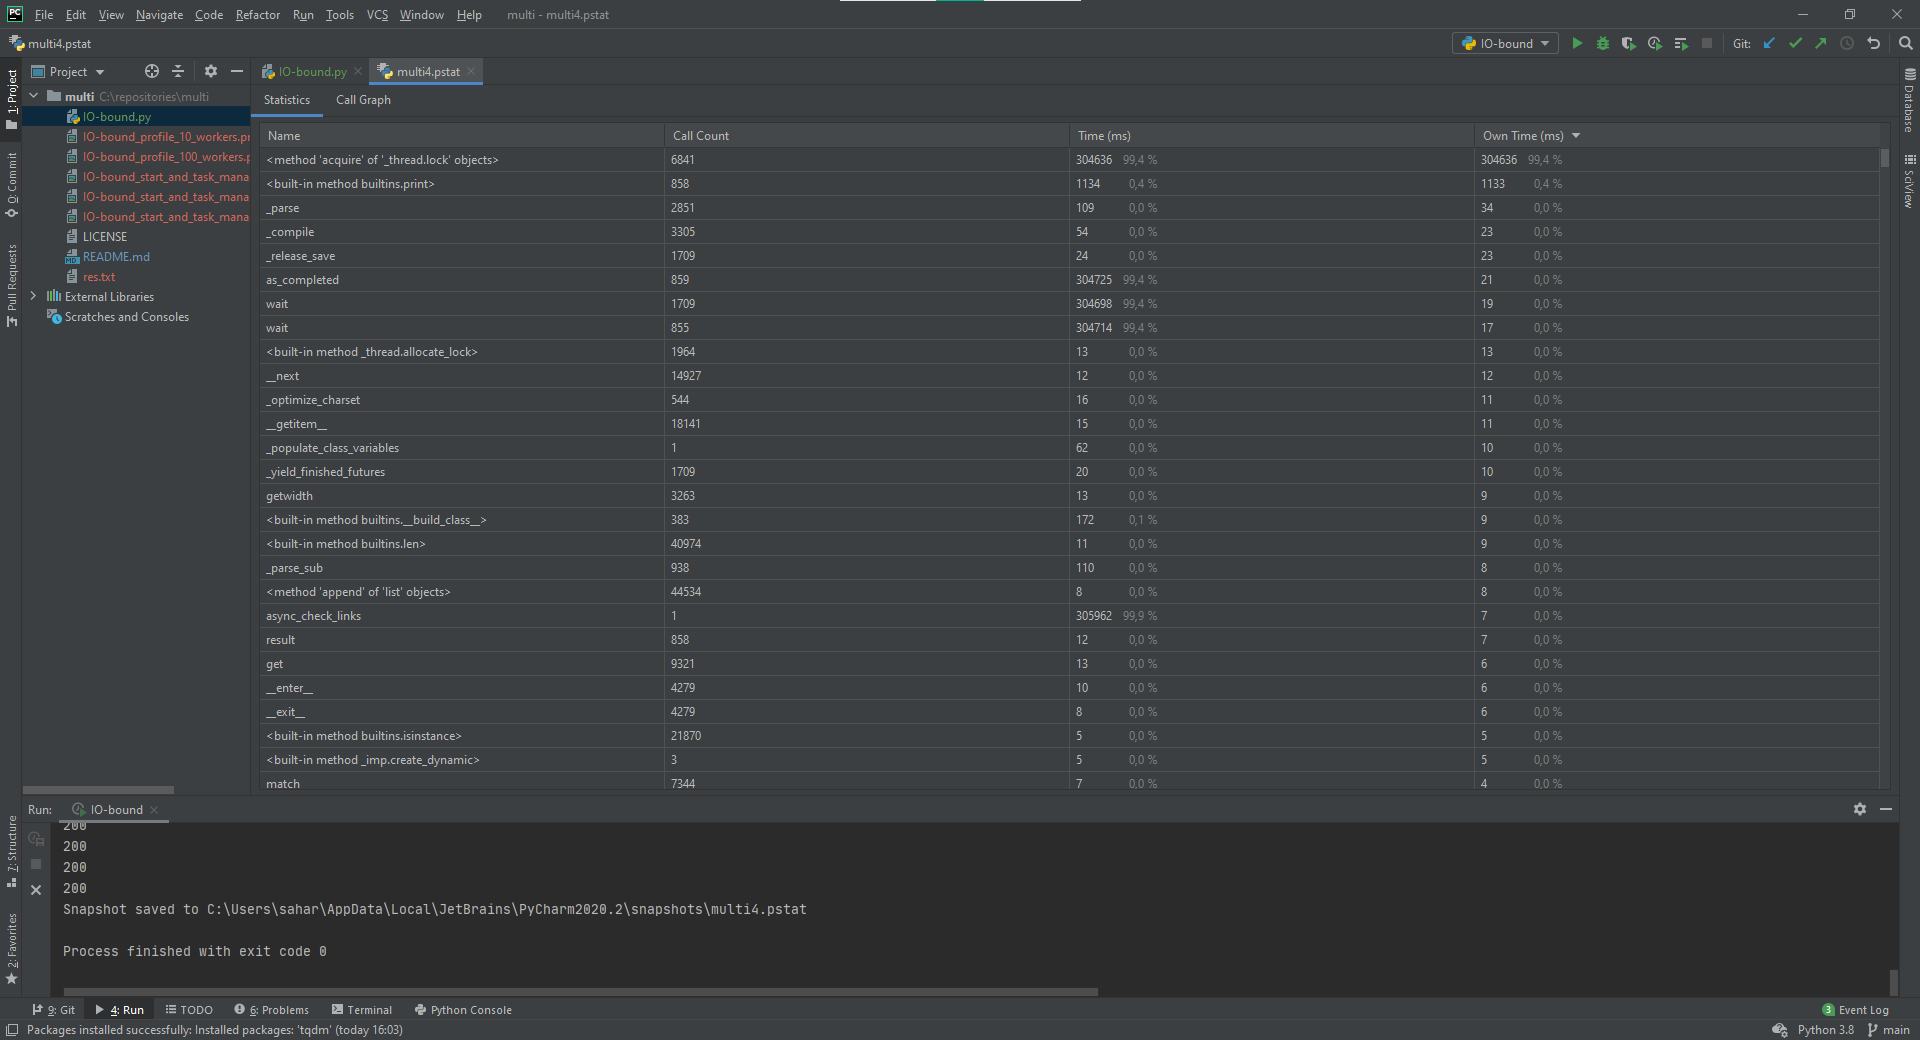 PC File Edit View Navigate Code Refactor Run Tools VCS Window Help multi - multi4.pstat
multi4.pstat IO-bound Git:
1: Project
0: Commit
Pull Requests
7: Structure
2: Favorites
Project
multi C:\repositories\multi
IO-bound.py
IO-bound_profile_10_workers.pr
IO-bound_profile_100_workers.p
IO-bound_start_and_task_mana
IO-bound_start_and_task_mana
IO-bound_start_and_task_mana
LICENSE
README.md
res.txt
External Libraries
Scratches and Consoles
IO-bound.py multi4.pstat
Statistics Call Graph
Name Call Count Time (ms) Own Time (ms)
<method 'acquire' of '_thread.lock' objects> 6841 304636 99,4 % 304636 99,4 %
<built-in method builtins.print> 858 1134 0,4 % 1133 0,4 %
_parse 2851 109 0,0 % 34 0,0 %
_compile 3305 54 0,0 % 23 0,0 %
_release_save 1709 24 0,0 % 23 0,0 %
as_completed 859 304725 99,4 % 21 0,0 %
wait 1709 304698 99,4 % 19 0,0 %
wait 855 304714 99,4 % 17 0,0 %
<built-in method _thread.allocate_lock> 1964 13 0,0 % 13 0,0 %
__next 14927 12 0,0 % 12 0,0 %
_optimize_charset 544 16 0,0 % 11 0,0 %
__getitem__ 18141 15 0,0 % 11 0,0 %
_populate_class_variables 1 62 0,0 % 10 0,0 %
_yield_finished_futures 1709 20 0,0 % 10 0,0 %
getwidth 3263 13 0,0 % 9 0,0 %
<built-in method builtins.__build_class__> 383 172 0,1 % 9 0,0 %
<built-in method builtins.len> 40974 11 0,0 % 9 0,0 %
_parse_sub 938 110 0,0 % 8 0,0 %
<method 'append' of 'list' objects> 44534 8 0,0 % 8 0,0 %
async_check_links 1 305962 99,9 % 7 0,0 %
result 858 12 0,0 % 7 0,0 %
get 9321 13 0,0 % 6 0,0 %
__enter__ 4279 10 0,0 % 6 0,0 %
__exit__ 4279 8 0,0 % 6 0,0 %
<built-in method builtins.isinstance> 21870 5 0,0 % 5 0,0 %
<built-in method _imp.create_dynamic> 3 5 0,0 % 5 0,0 %
match 7344 7 0,0 % 4 0,0 %
Database
SciView
Run: IO-bound
200
200
200
200
Snapshot saved to C:\Users\sahar\AppData\Local\JetBrains\PyCharm2020.2\snapshots\multi4.pstat
Process finished with exit code 0
9: Git 4: Run TODO 6: Problems Terminal Python Console 3 Event Log
Packages installed successfully: Installed packages: 'tqdm' (today 16:03) Python 3.8 main